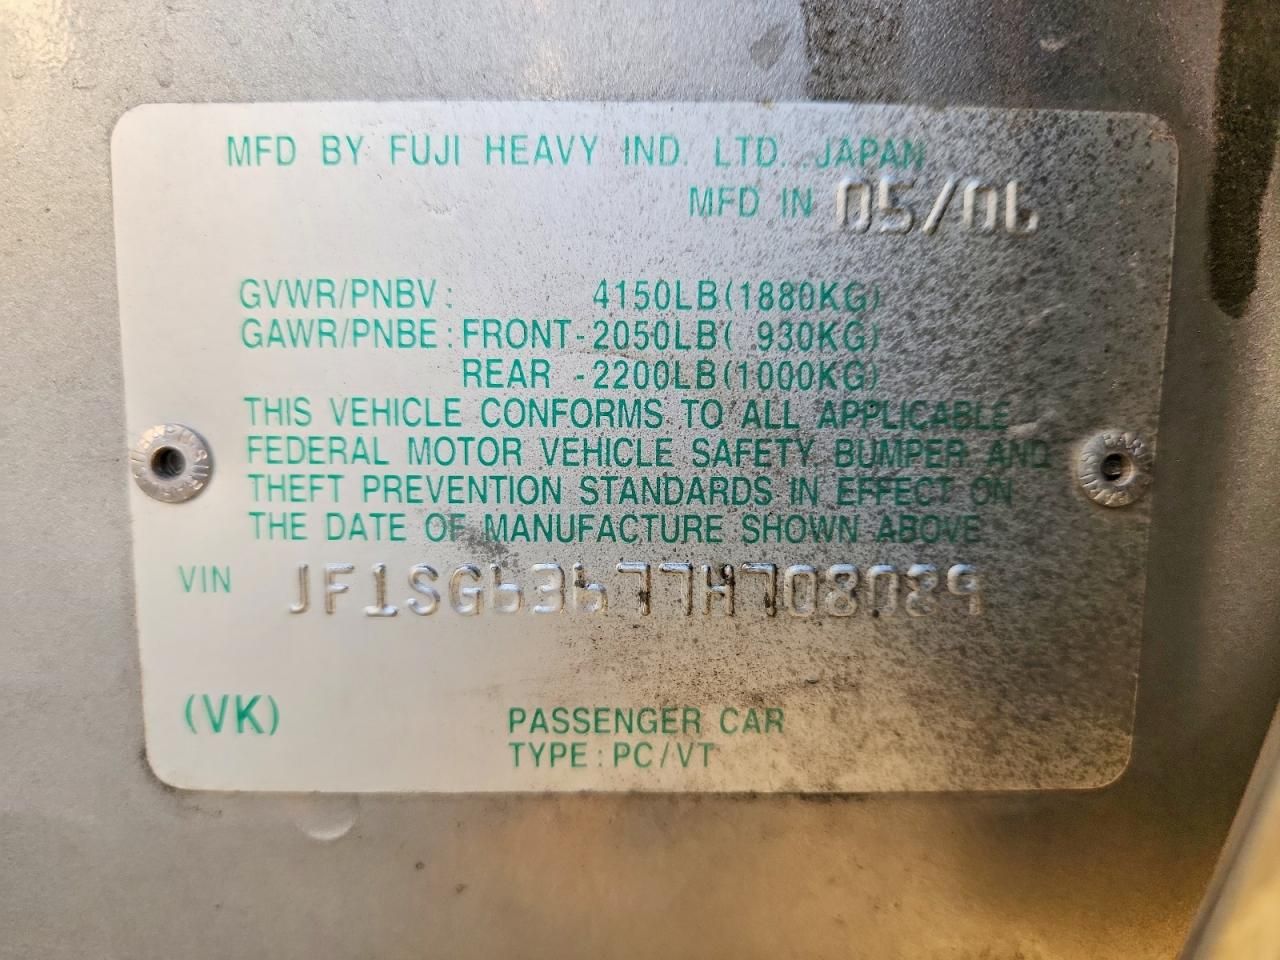 MFD BY FUJI HEAVY IND. LTD. JAPAN
MFD IN 05/06
GVWR/PNBV: 4150LB(1880KG)
GAWR/PNBE: FRONT-2050LB( 930KG)
REAR -2200LB(1000KG)
THIS VEHICLE CONFORMS TO ALL APPLICABLE
FEDERAL MOTOR VEHICLE SAFETY BUMPER AND
THEFT PREVENTION STANDARDS IN EFFECT ON
THE DATE OF MANUFACTURE SHOWN ABOVE
VIN JF1SG63677H708089
(VK) PASSENGER CAR
TYPE: PC/VT